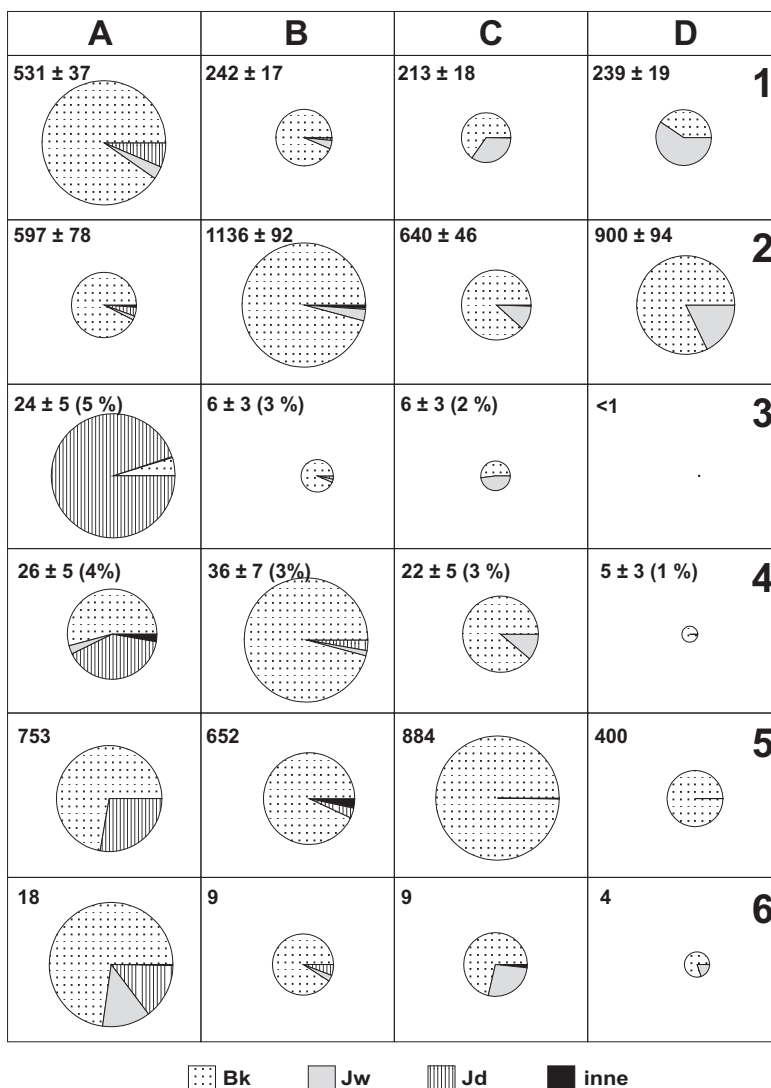 A B C D
531 ± 37 242 ± 17 213 ± 18 239 ± 19 1
597 ± 78 1136 ± 92 640 ± 46 900 ± 94 2
24 ± 5 (5 %) 6 ± 3 (3 %) 6 ± 3 (2 %) <1 3
26 ± 5 (4%) 36 ± 7 (3%) 22 ± 5 (3 %) 5 ± 3 (1 %) 4
753 652 884 400 5
18 9 9 4 6
Bk Jw Jd inne